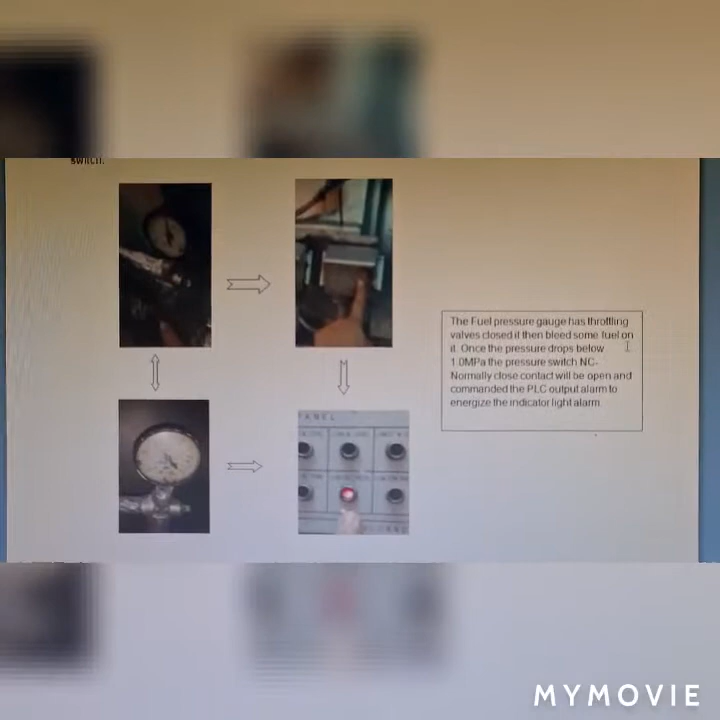 switch.
The Fuel pressure gauge has throttling
valves closed it then bleed some fuel on
it. Once the pressure drops below
1.0MPa the pressure switch NC-
Normally close contact will be open and
commanded the PLC output alarm to
energize the indicator light alarm.
PANEL
MYMOVIE